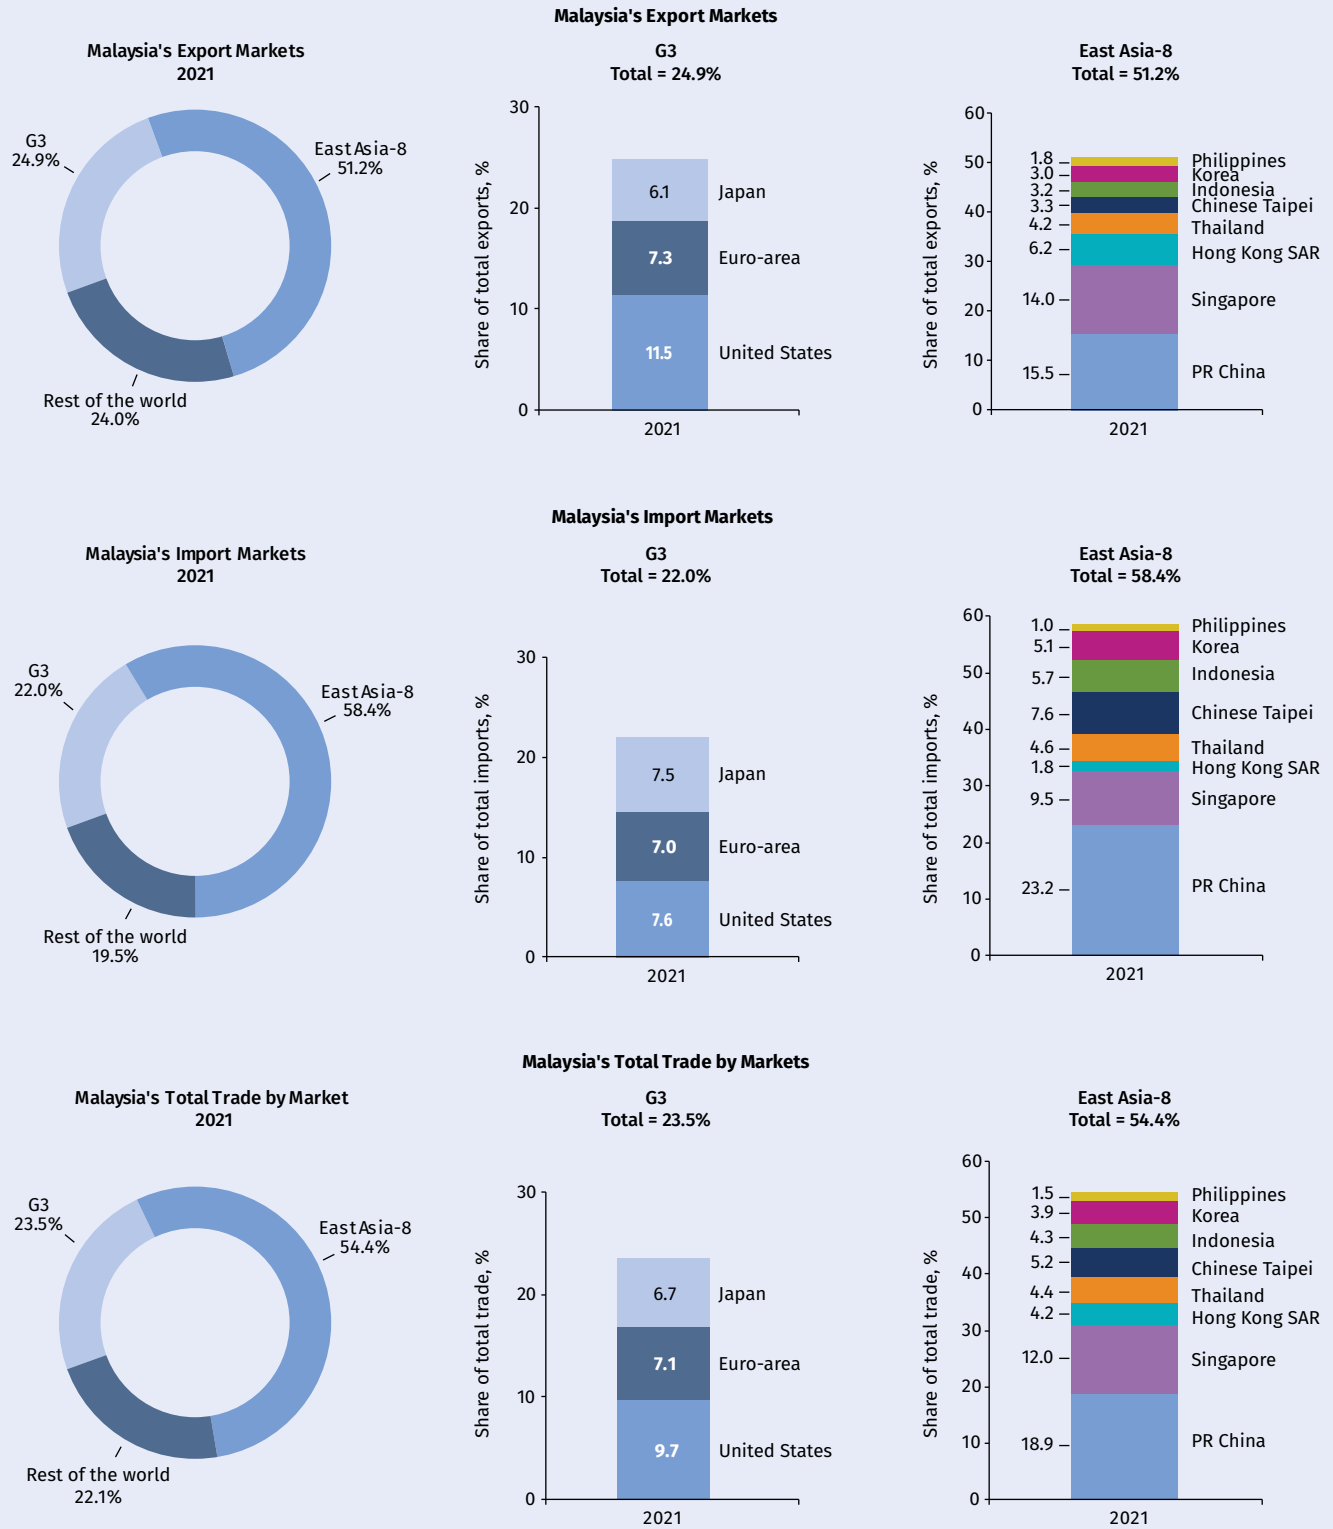 Malaysia's Export Markets
Malaysia's Export Markets
2021
G3
24.9%
East Asia-8
51.2%
Rest of the world
24.0%
G3
Total = 24.9%
Share of total exports, %
30
20
10
0
6.1
Japan
7.3
Euro-area
11.5
United States
2021
East Asia-8
Total = 51.2%
Share of total exports, %
60
50
40
30
20
10
0
1.8
Philippines
3.0
Korea
3.2
Indonesia
3.3
Chinese Taipei
4.2
Thailand
6.2
Hong Kong SAR
14.0
Singapore
15.5
PR China
2021
Malaysia's Import Markets
Malaysia's Import Markets
2021
G3
22.0%
East Asia-8
58.4%
Rest of the world
19.5%
G3
Total = 22.0%
Share of total imports, %
30
20
10
0
7.5
Japan
7.0
Euro-area
7.6
United States
2021
East Asia-8
Total = 58.4%
Share of total imports, %
60
50
40
30
20
10
0
1.0
Philippines
5.1
Korea
5.7
Indonesia
7.6
Chinese Taipei
4.6
Thailand
1.8
Hong Kong SAR
9.5
Singapore
23.2
PR China
2021
Malaysia's Total Trade by Markets
Malaysia's Total Trade by Market
2021
G3
23.5%
East Asia-8
54.4%
Rest of the world
22.1%
G3
Total = 23.5%
Share of total trade, %
30
20
10
0
6.7
Japan
7.1
Euro-area
9.7
United States
2021
East Asia-8
Total = 54.4%
Share of total trade, %
60
50
40
30
20
10
0
1.5
Philippines
3.9
Korea
4.3
Indonesia
5.2
Chinese Taipei
4.4
Thailand
4.2
Hong Kong SAR
12.0
Singapore
18.9
PR China
2021